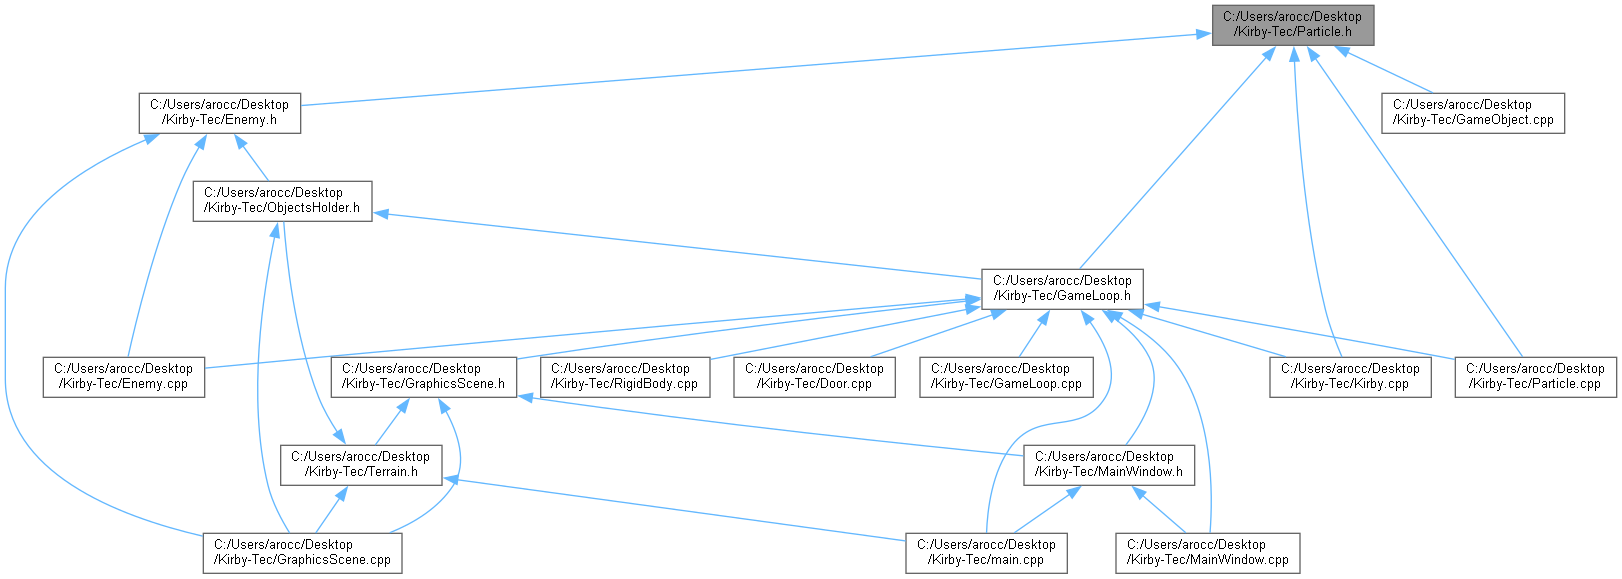 C:/Users/arocc/Desktop
/Kirby-Tec/Particle.h
C:/Users/arocc/Desktop
/Kirby-Tec/Enemy.h
C:/Users/arocc/Desktop
/Kirby-Tec/GameObject.cpp
C:/Users/arocc/Desktop
/Kirby-Tec/ObjectsHolder.h
C:/Users/arocc/Desktop
/Kirby-Tec/GameLoop.h
C:/Users/arocc/Desktop
/Kirby-Tec/Enemy.cpp
C:/Users/arocc/Desktop
/Kirby-Tec/GraphicsScene.h
C:/Users/arocc/Desktop
/Kirby-Tec/RigidBody.cpp
C:/Users/arocc/Desktop
/Kirby-Tec/Door.cpp
C:/Users/arocc/Desktop
/Kirby-Tec/GameLoop.cpp
C:/Users/arocc/Desktop
/Kirby-Tec/Kirby.cpp
C:/Users/arocc/Desktop
/Kirby-Tec/Particle.cpp
C:/Users/arocc/Desktop
/Kirby-Tec/Terrain.h
C:/Users/arocc/Desktop
/Kirby-Tec/MainWindow.h
C:/Users/arocc/Desktop
/Kirby-Tec/GraphicsScene.cpp
C:/Users/arocc/Desktop
/Kirby-Tec/main.cpp
C:/Users/arocc/Desktop
/Kirby-Tec/MainWindow.cpp